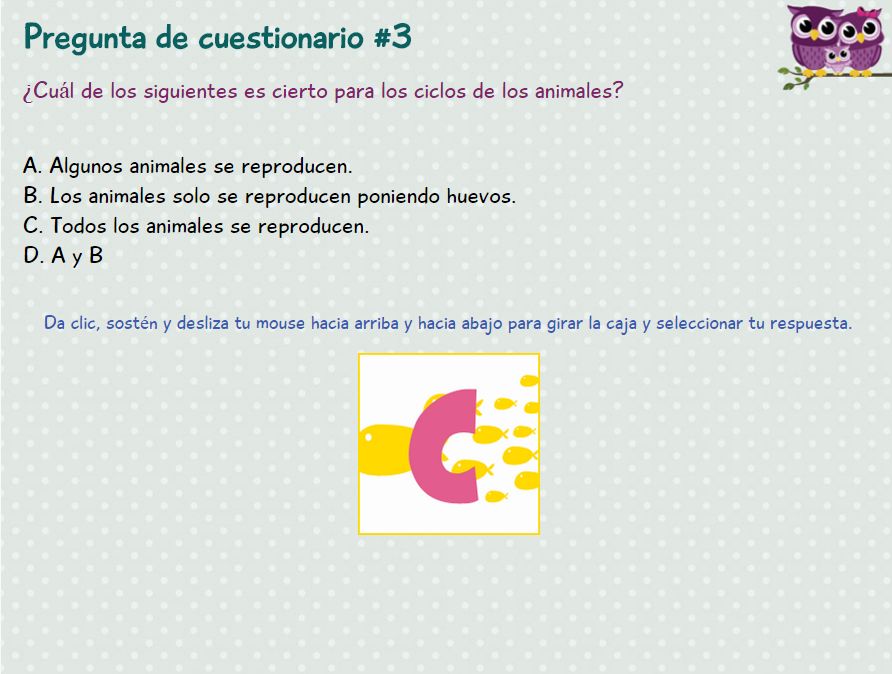 Pregunta de cuestionario #3
¿Cuál de los siguientes es cierto para los ciclos de los animales?
A. Algunos animales se reproducen.
B. Los animales solo se reproducen poniendo huevos.
C. Todos los animales se reproducen.
D. A y B
Da clic, sostén y desliza tu mouse hacia arriba y hacia abajo para girar la caja y seleccionar tu respuesta.
C